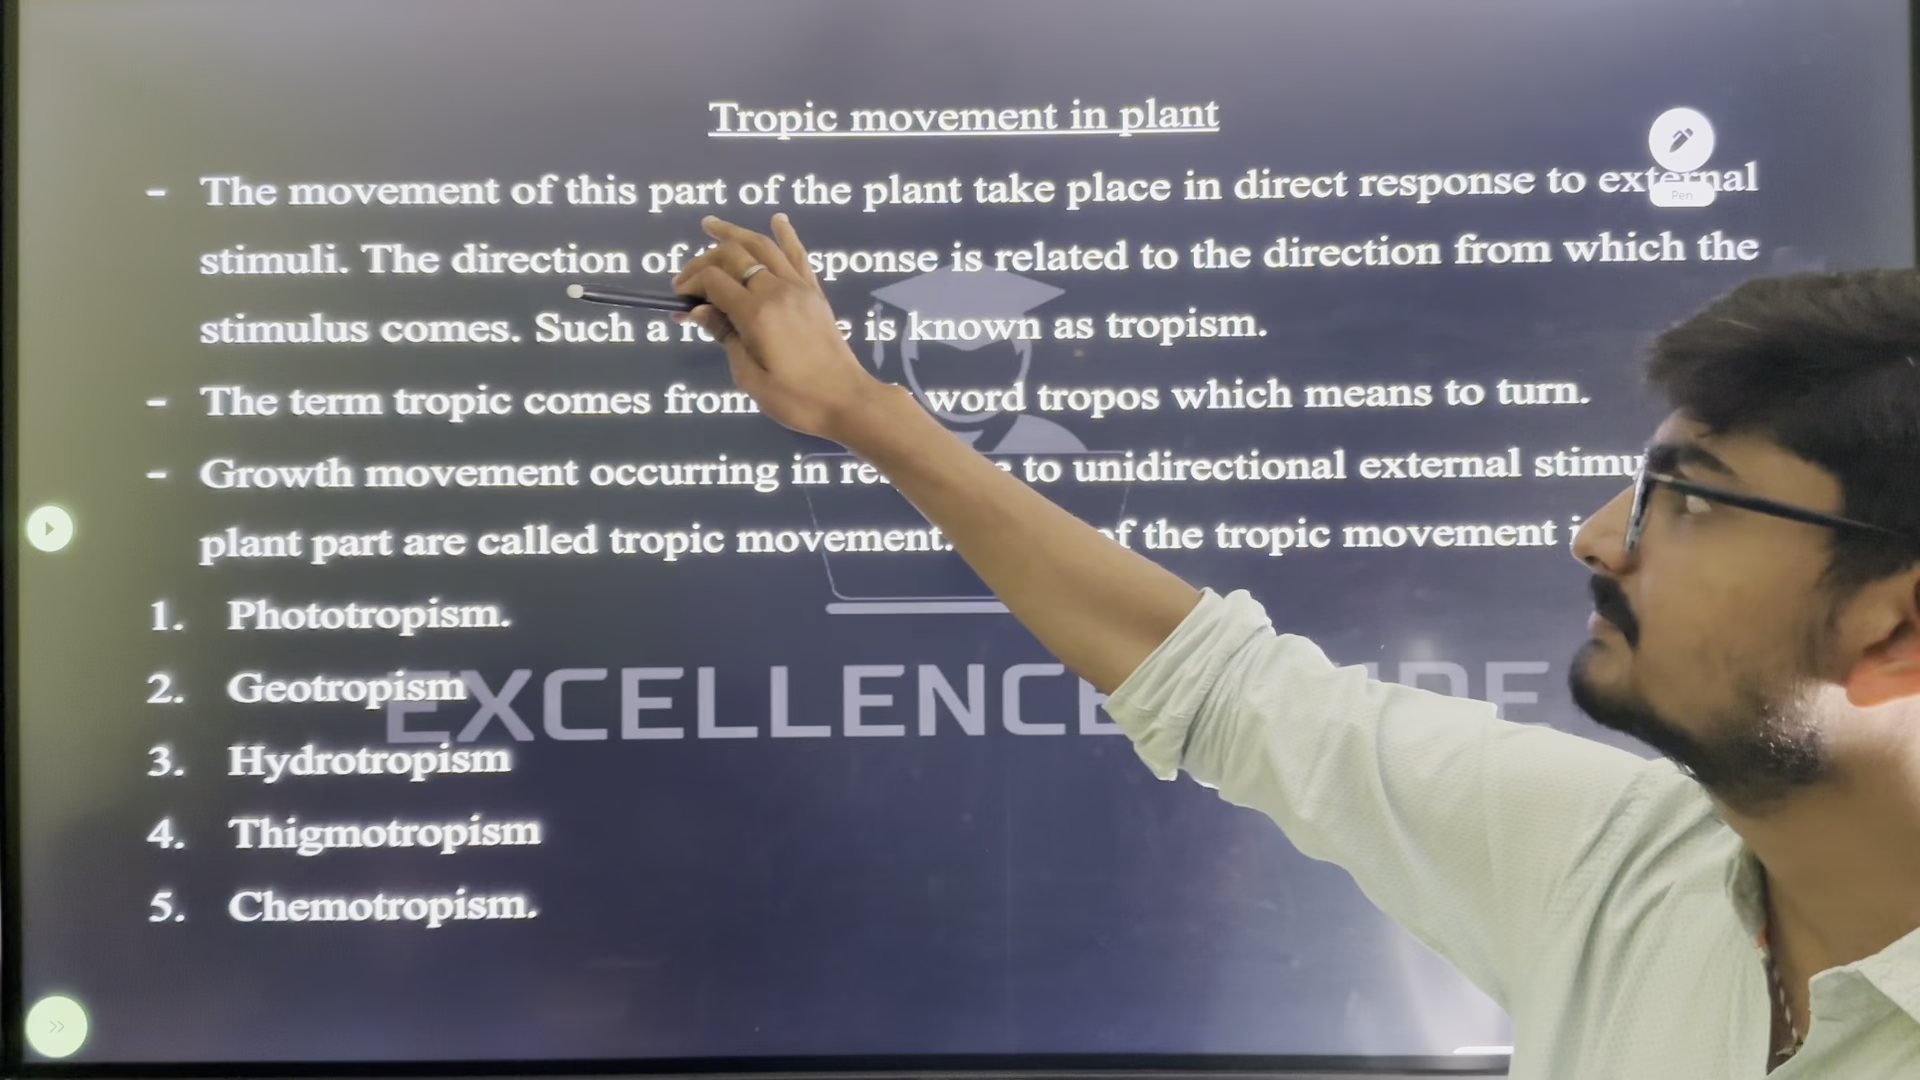 Tropic movement in plant
Pen
- The movement of this part of the plant take place in direct response to external
stimuli. The direction of sponse is related to the direction from which the
stimulus comes. Such a is known as tropism.
- The term tropic comes from word tropos which means to turn.
- Growth movement occurring in to unidirectional external
plant part are called tropic movement. of the tropic movement
1. Phototropism.
2. Geotropism
3. Hydrotropism
4. Thigmotropism
5. Chemotropism.
EXCELLENCE